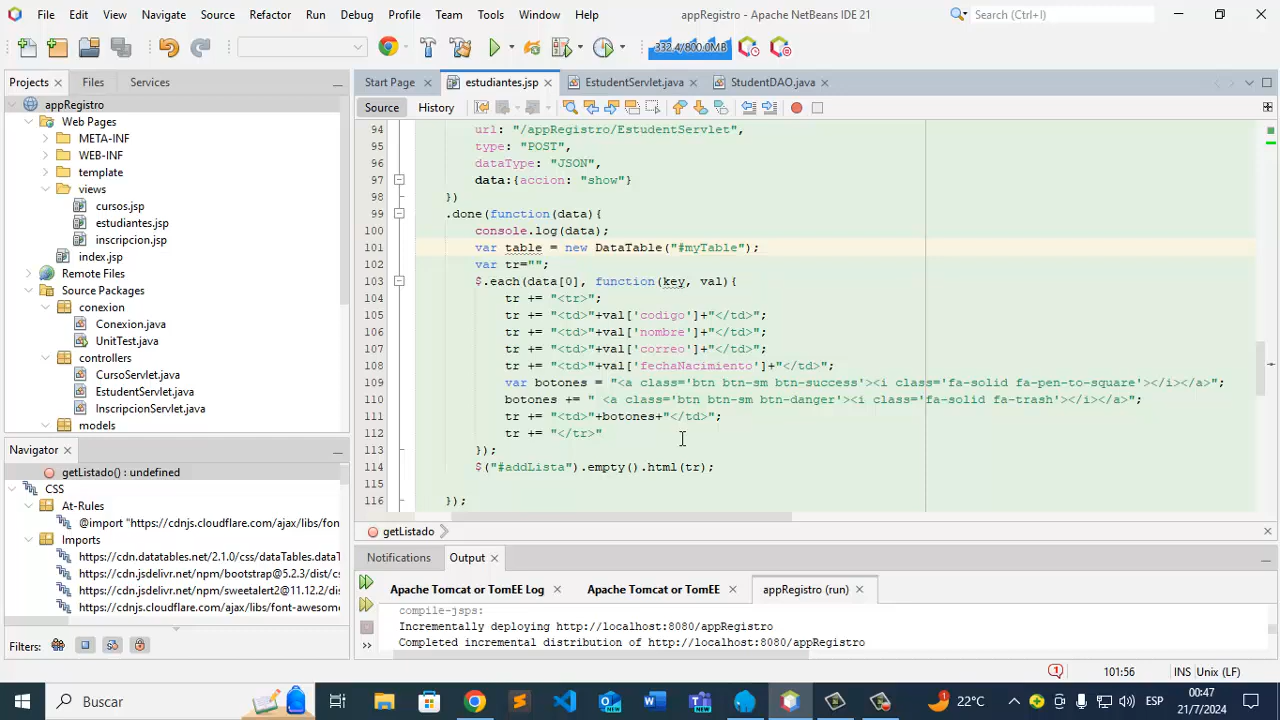 File Edit View Navigate Source Refactor Run Debug Profile Team Tools Window Help appRegistro - Apache NetBeans IDE 21 Search (Ctrl+I)
332.4/800.0MB
Projects Files Services
appRegistro
Web Pages
META-INF
WEB-INF
template
views
cursos.jsp
estudiantes.jsp
inscripcion.jsp
index.jsp
Remote Files
Source Packages
conexion
Conexion.java
UnitTest.java
controllers
CursoServlet.java
EstudentServlet.java
InscripcionServlet.java
models
Navigator
getListado() : undefined
CSS
At-Rules
@import "https://cdnjs.cloudflare.com/ajax/libs/fon
Imports
https://cdn.datatables.net/2.1.0/css/dataTables.dataT
https://cdn.jsdelivr.net/npm/bootstrap@5.2.3/dist/cs
https://cdn.jsdelivr.net/npm/sweetalert2@11.12.2/dis
https://cdnjs.cloudflare.com/ajax/libs/font-awesome
Filters:
Start Page estudiantes.jsp EstudentServlet.java StudentDAO.java
Source History
94 url: "/appRegistro/EstudentServlet",
95 type: "POST",
96 dataType: "JSON",
97 data:{accion: "show"}
98 })
99 .done(function(data){
100 console.log(data);
101 var table = new DataTable("#myTable");
102 var tr="";
103 $.each(data[0], function(key, val){
104 tr += "<tr>";
105 tr += "<td>"+val['codigo']+"</td>";
106 tr += "<td>"+val['nombre']+"</td>";
107 tr += "<td>"+val['correo']+"</td>";
108 tr += "<td>"+val['fechaNacimiento']+"</td>";
109 var botones = "<a class='btn btn-sm btn-success'><i class='fa-solid fa-pen-to-square'></i></a>";
110 botones += " <a class='btn btn-sm btn-danger'><i class='fa-solid fa-trash'></i></a>";
111 tr += "<td>"+botones+"</td>";
112 tr += "</tr>"
113 });
114 $("#addLista").empty().html(tr);
115
116 });
getListado
Notifications Output
Apache Tomcat or TomEE Log Apache Tomcat or TomEE appRegistro (run)
compile-jsps:
Incrementally deploying http://localhost:8080/appRegistro
Completed incremental distribution of http://localhost:8080/appRegistro
1 101:56 INS Unix (LF)
Buscar 1 22°C ESP 00:47
21/7/2024